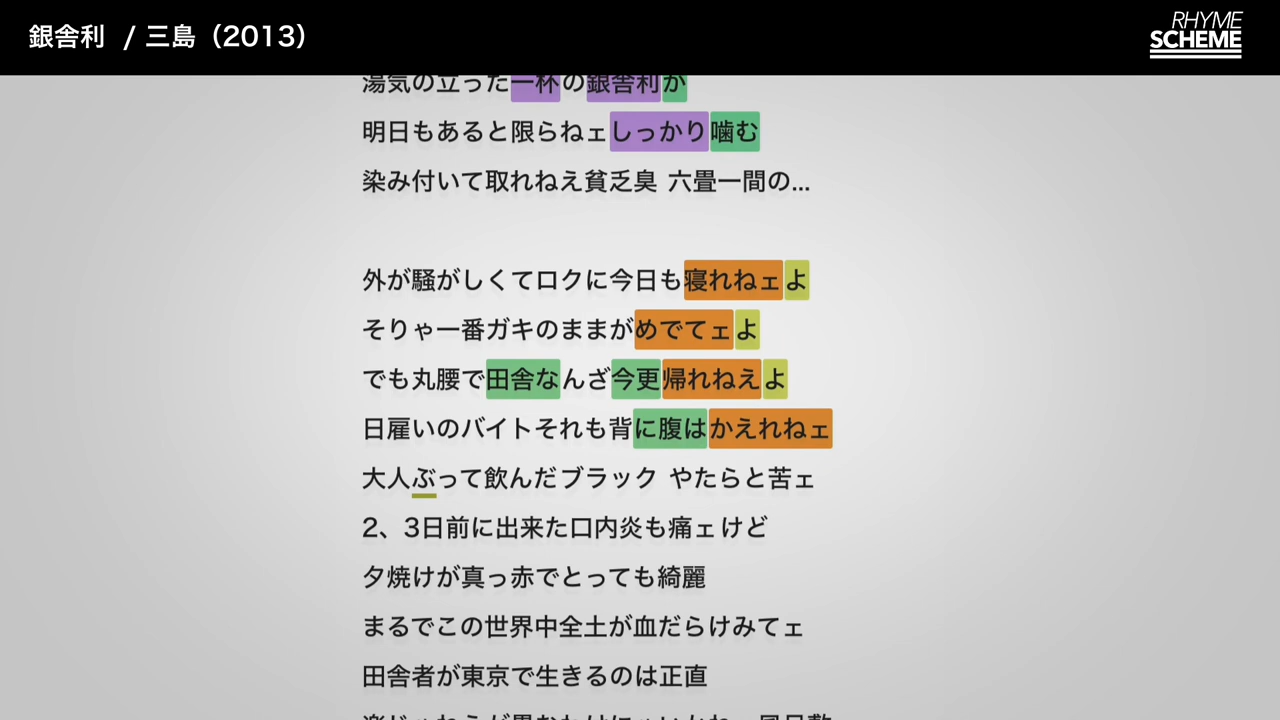 銀舎利 / 三島（2013）
RHYME
SCHEME
湯気の立った一杯の銀舎利が
明日もあると限らねェしっかり噛む
染み付いて取れねえ貧乏臭 六畳一間の...
外が騒がしくてロクに今日も寝れねェよ
そりゃ一番ガキのままがめでてェよ
でも丸腰で田舎なんざ今更帰れねえよ
日雇いのバイトそれも背に腹はかえれねェ
大人ぶって飲んだブラック やたらと苦ェ
2、3日前に出来た口内炎も痛ェけど
夕焼けが真っ赤でとっても綺麗
まるでこの世界中全土が血だらけみてェ
田舎者が東京で生きるのは正直